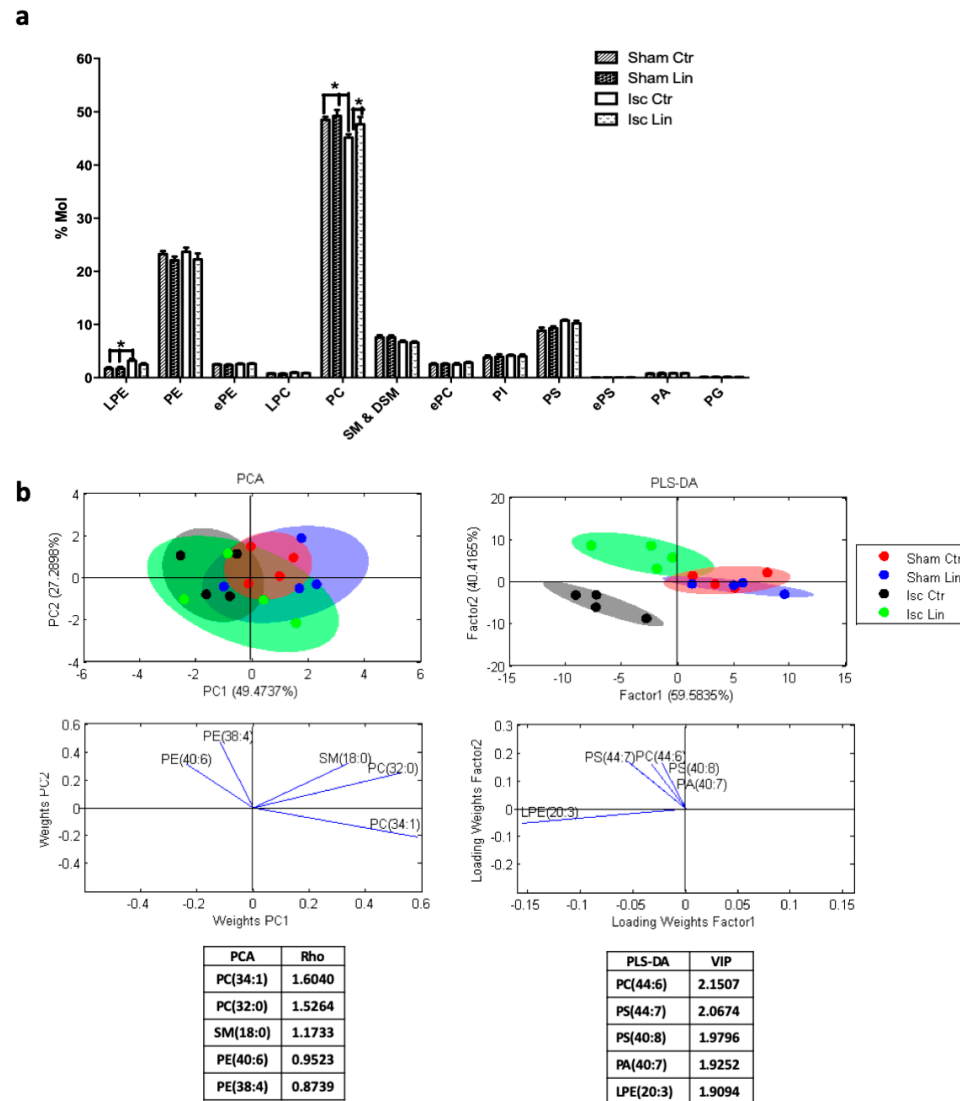 a
60
50
40
30
20
10
0
% Mol
* * *
LPE PE ePE LPC PC SM & DSM ePC PI PS ePS PA PG
Sham Ctr
Sham Lin
Isc Ctr
Isc Lin
b
PCA
4
2
0
-2
-4
PC2 (27.2898%)
-6 -4 -2 0 2 4 6
PC1 (49.4737%)
PLS-DA
20
10
0
-10
-20
Factor2 (40.4165%)
-15 -10 -5 0 5 10 15
Factor1 (59.5835%)
Sham Ctr
Sham Lin
Isc Ctr
Isc Lin
0.6
0.4
0.2
0
-0.2
-0.4
Weights PC2
PE(38:4)
PE(40:6)
SM(18:0)
PC(32:0)
PC(34:1)
-0.4 -0.2 0 0.2 0.4 0.6
Weights PC1
0.3
0.2
0.1
0
-0.1
-0.2
Loading Weights Factor2
PS(44:7)
PC(44:6)
PS(40:8)
PA(40:7)
LPE(20:3)
-0.15 -0.1 -0.05 0 0.05 0.1 0.15
Loading Weights Factor1
PCA Rho
PC(34:1) 1.6040
PC(32:0) 1.5264
SM(18:0) 1.1733
PE(40:6) 0.9523
PE(38:4) 0.8739
PLS-DA VIP
PC(44:6) 2.1507
PS(44:7) 2.0674
PS(40:8) 1.9796
PA(40:7) 1.9252
LPE(20:3) 1.9094